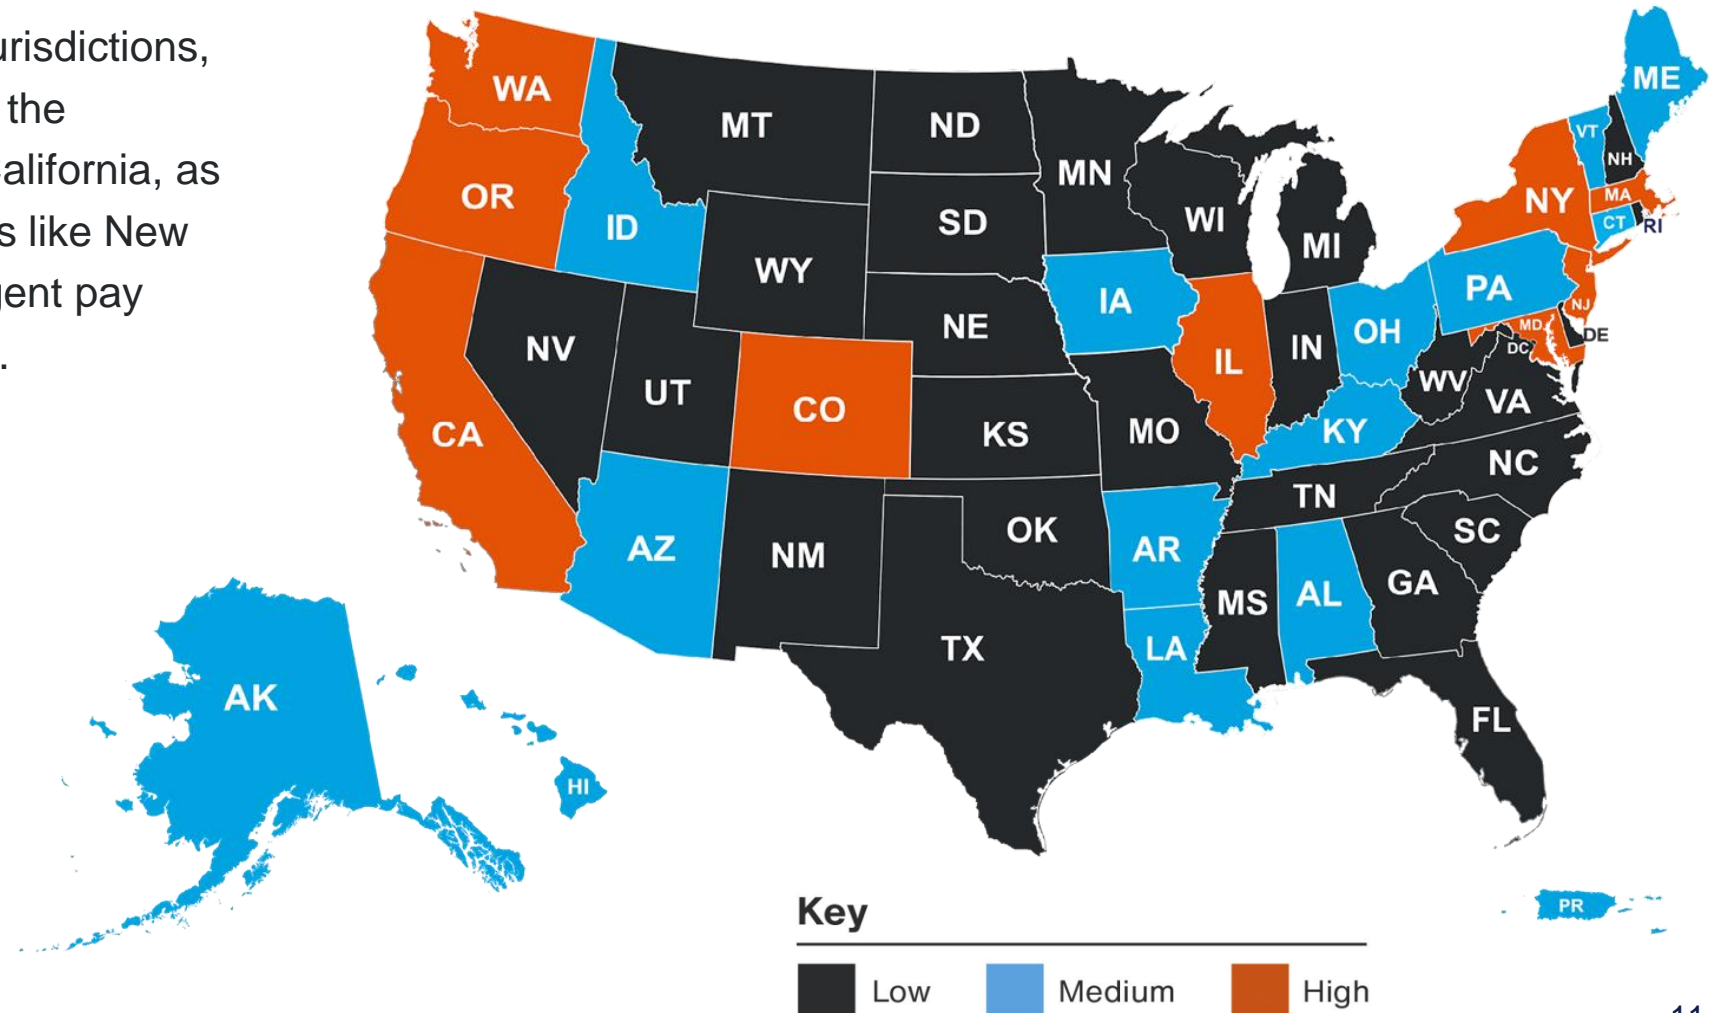 urisdictions,
the
California, as
s like New
gent pay
.
WA
MT
ND
MN
ME
VT
NH
OR
ID
SD
WI
MI
NY
MA
CT
RI
WY
IA
PA
NJ
NV
NE
OH
MD
DE
DC
UT
CO
IL
IN
WV
VA
CA
KS
MO
KY
NC
TN
AZ
NM
OK
AR
SC
MS
AL
GA
TX
LA
AK
FL
HI
PR
Key
Low
Medium
High